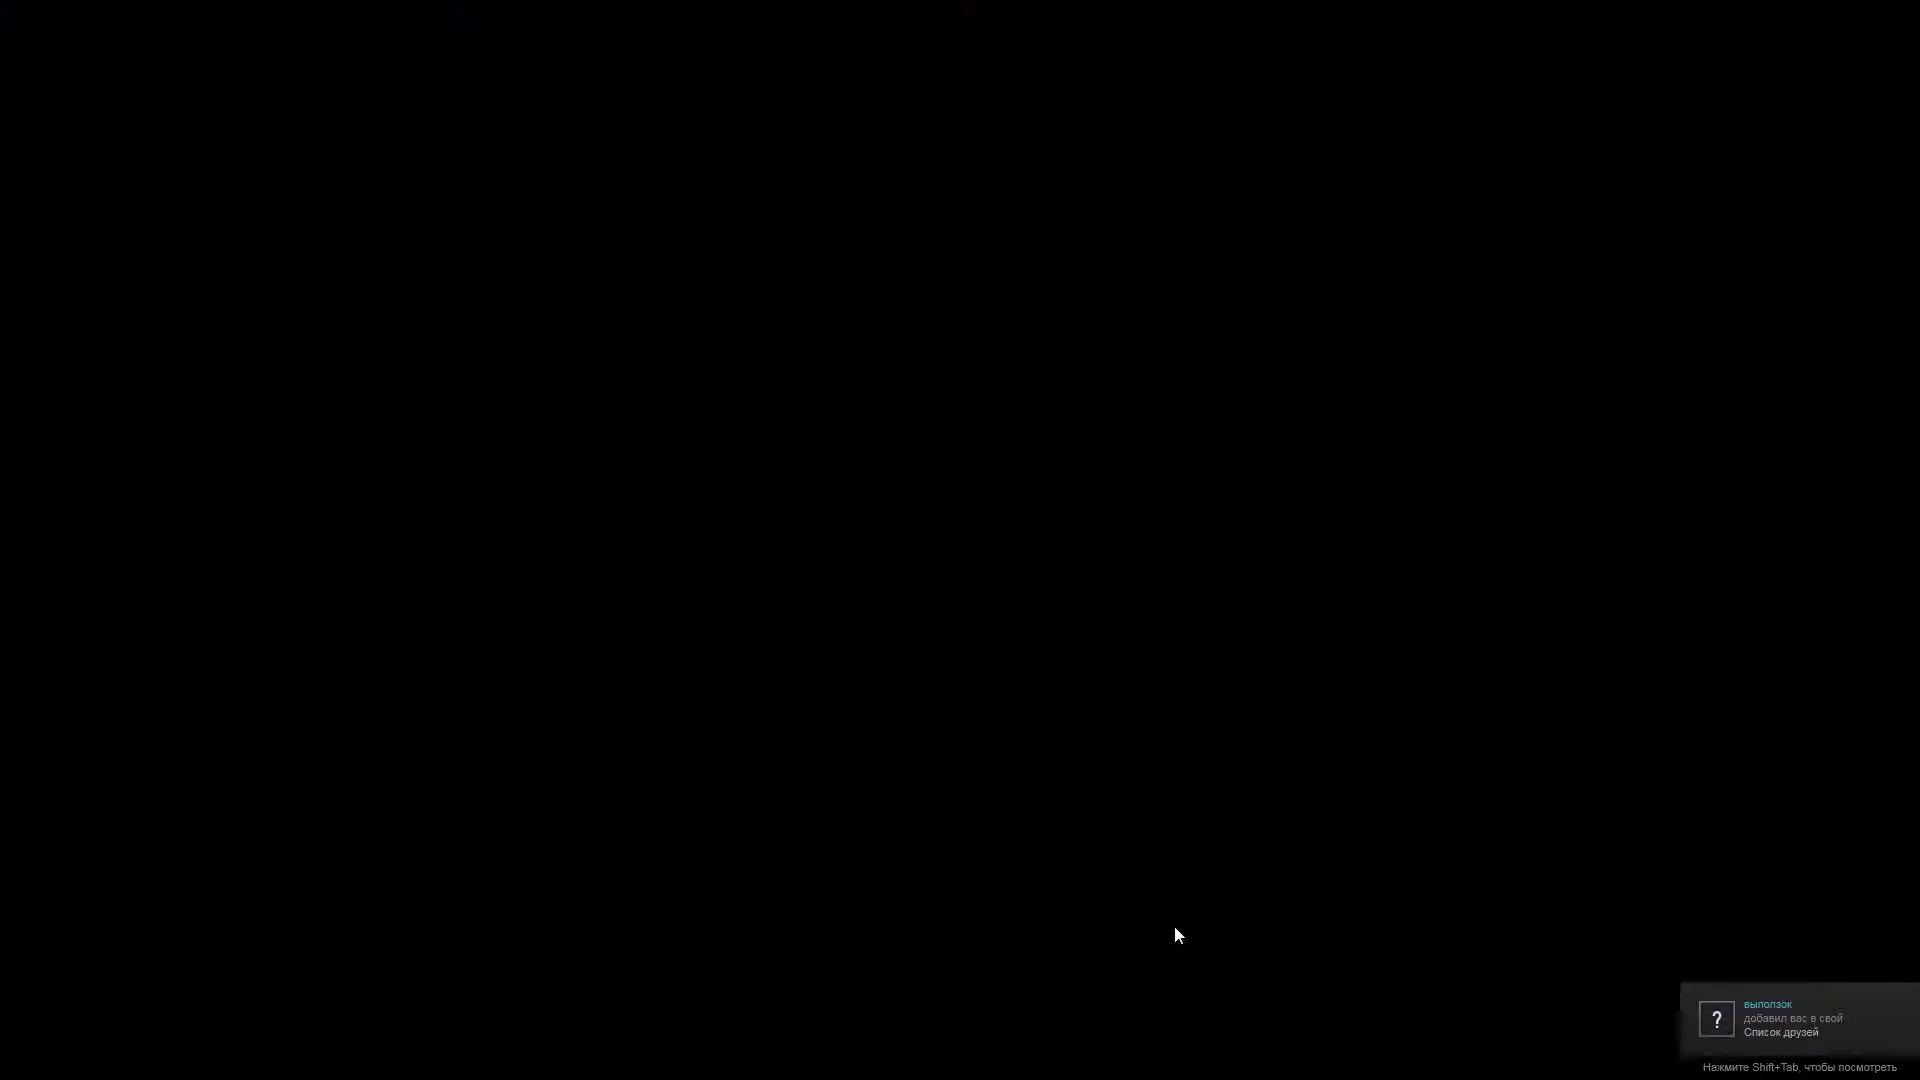 ?
выползок
добавил вас в свой
Список друзей
Нажмите Shift+Tab, чтобы посмотреть